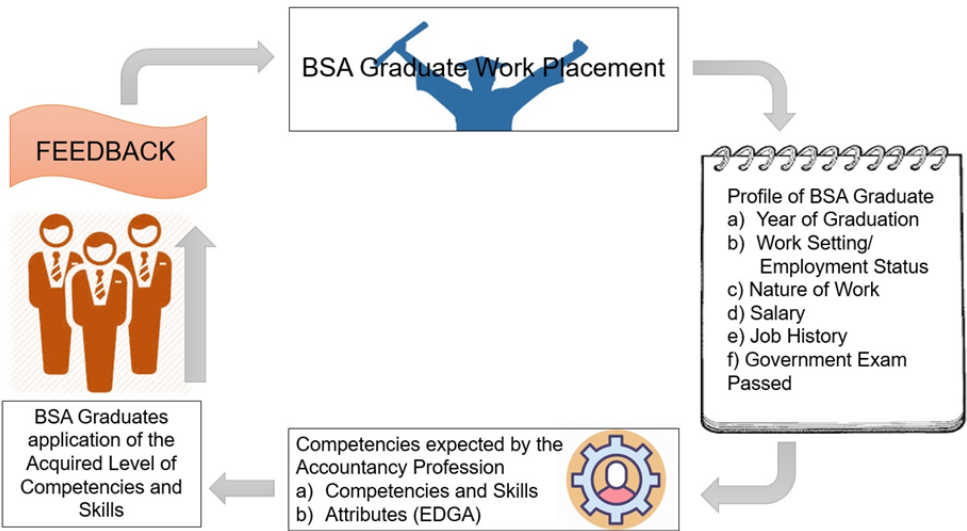 BSA Graduate Work Placement
FEEDBACK
Profile of BSA Graduate
a) Year of Graduation
b) Work Setting/
Employment Status
c) Nature of Work
d) Salary
e) Job History
f) Government Exam
Passed
Competencies expected by the
Accountancy Profession
a) Competencies and Skills
b) Attributes (EDGA)
BSA Graduates
application of the
Acquired Level of
Competencies and
Skills